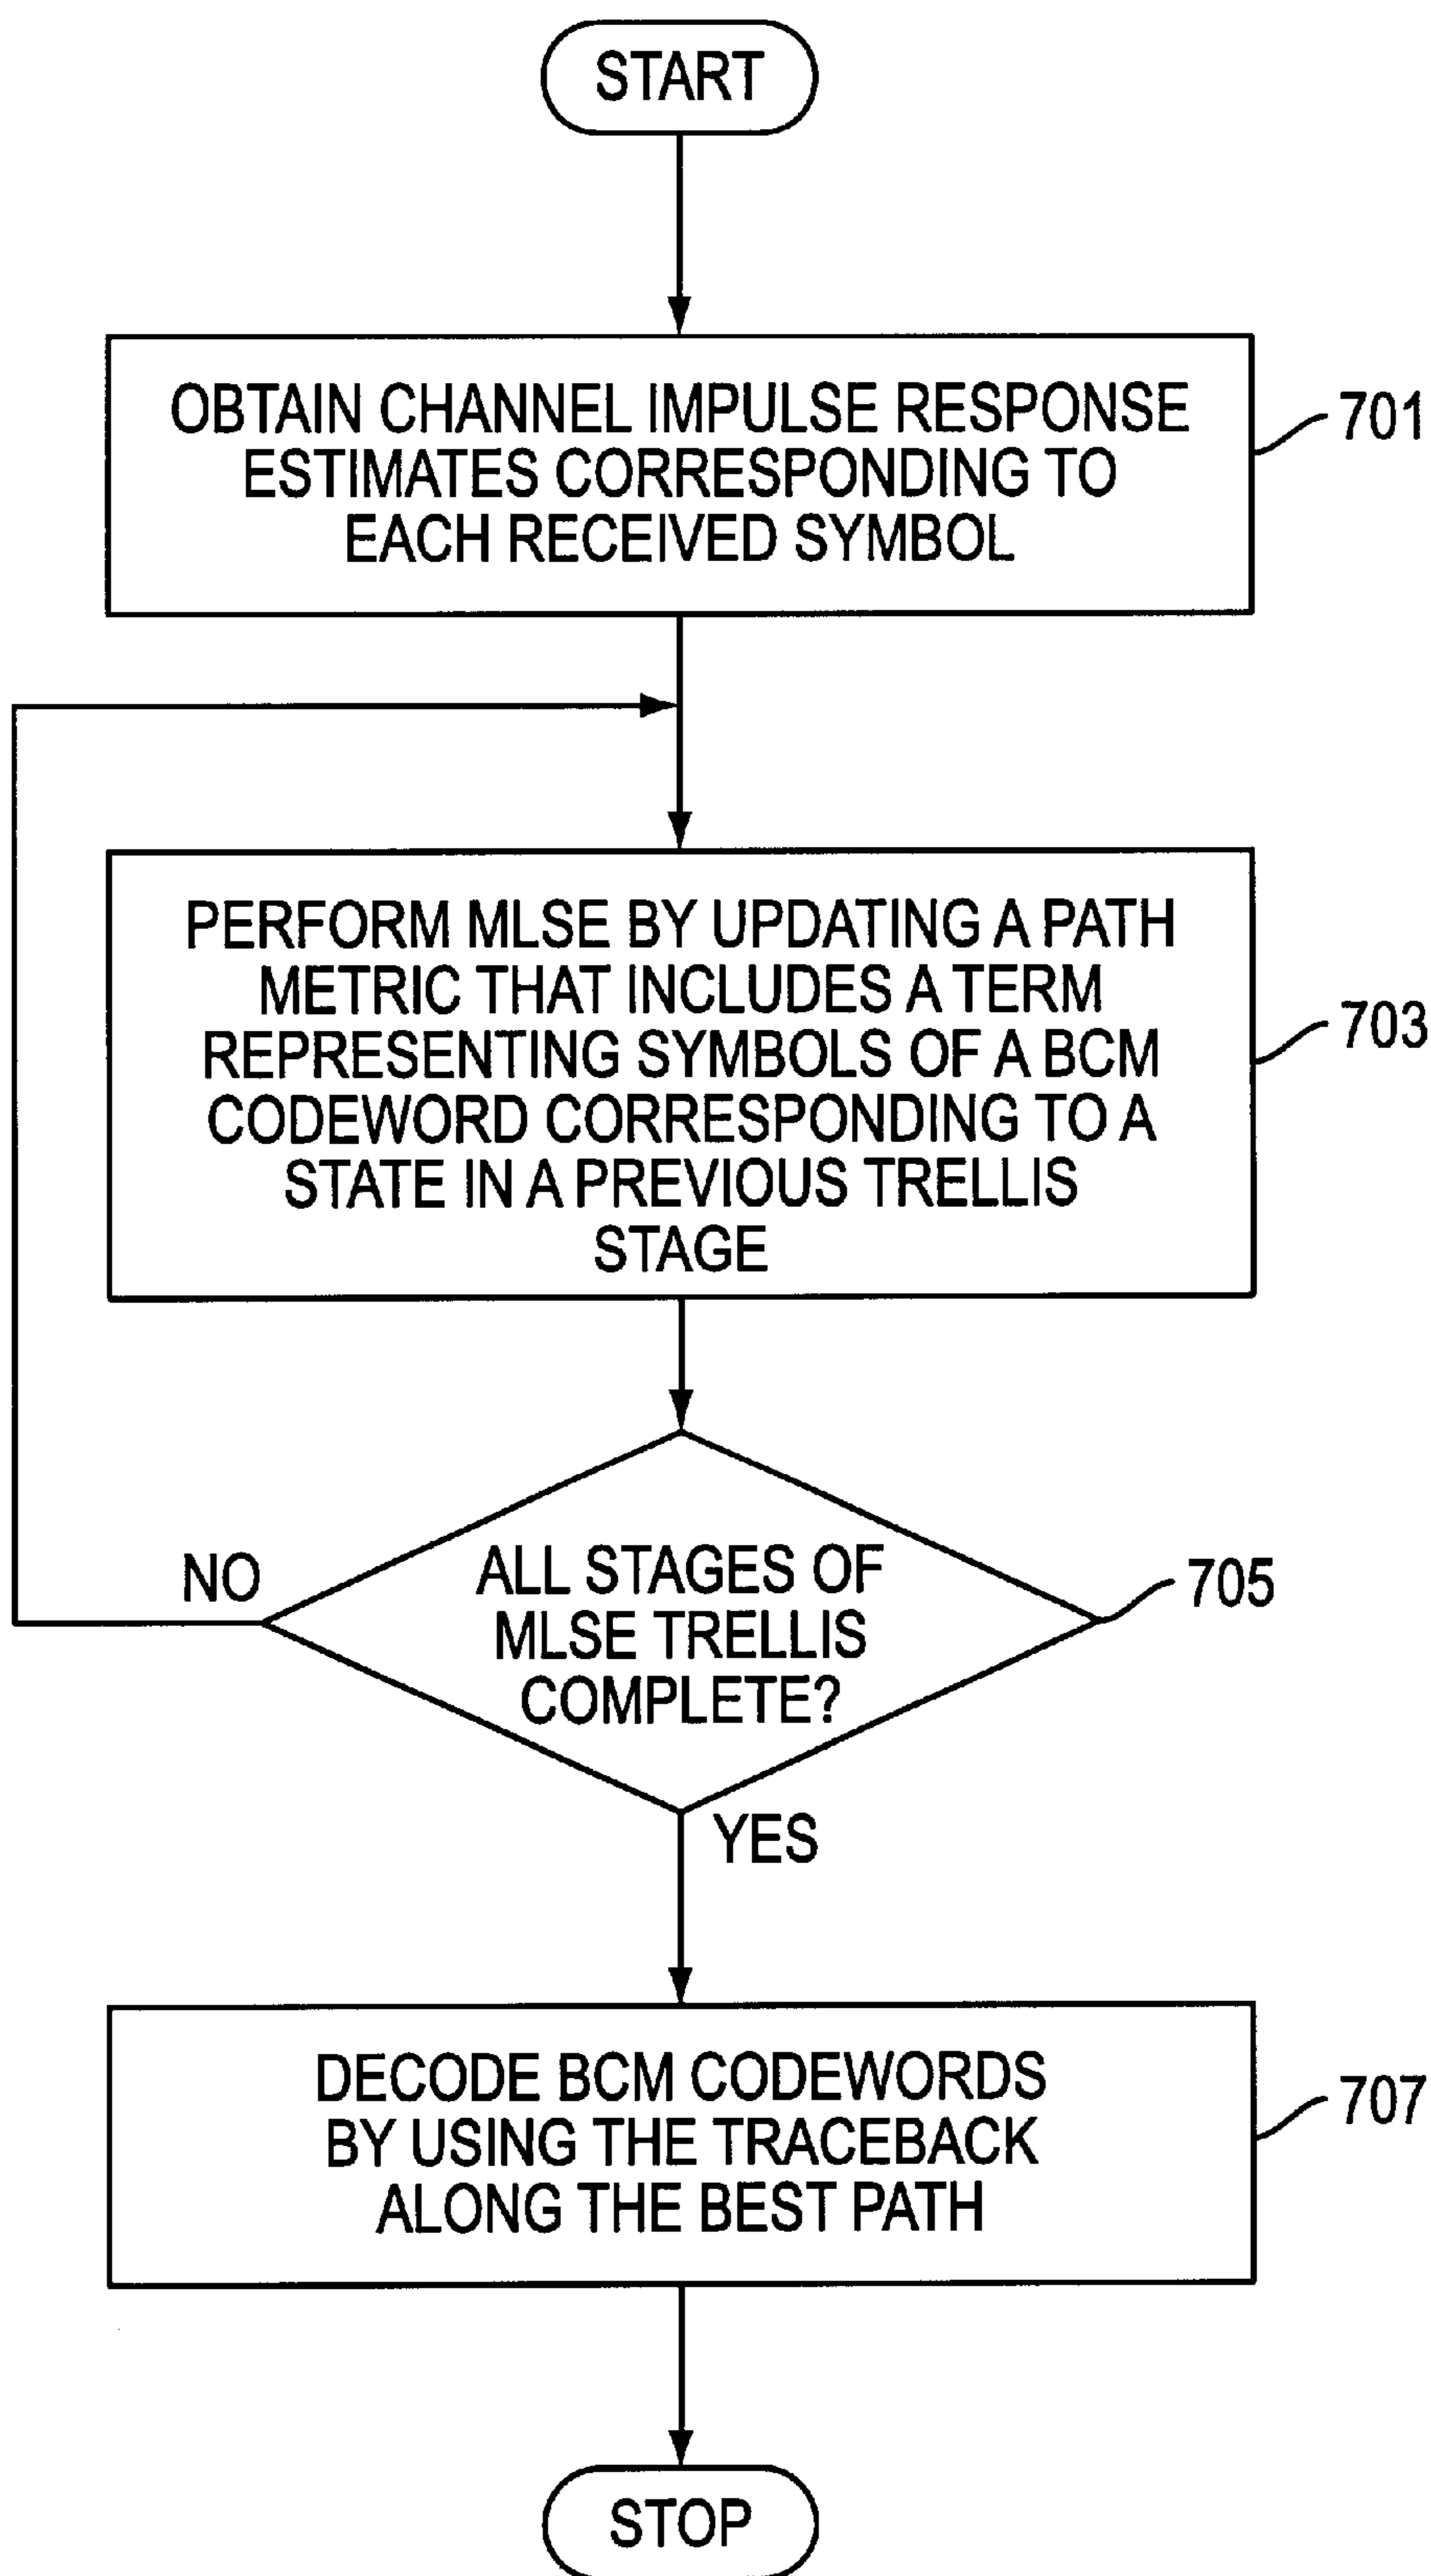 START
OBTAIN CHANNEL IMPULSE RESPONSE
ESTIMATES CORRESPONDING TO
EACH RECEIVED SYMBOL
701
PERFORM MLSE BY UPDATING A PATH
METRIC THAT INCLUDES A TERM
REPRESENTING SYMBOLS OF A BCM
CODEWORD CORRESPONDING TO A
STATE IN A PREVIOUS TRELLIS
STAGE
703
NO
ALL STAGES OF
MLSE TRELLIS
COMPLETE?
705
YES
DECODE BCM CODEWORDS
BY USING THE TRACEBACK
ALONG THE BEST PATH
707
STOP